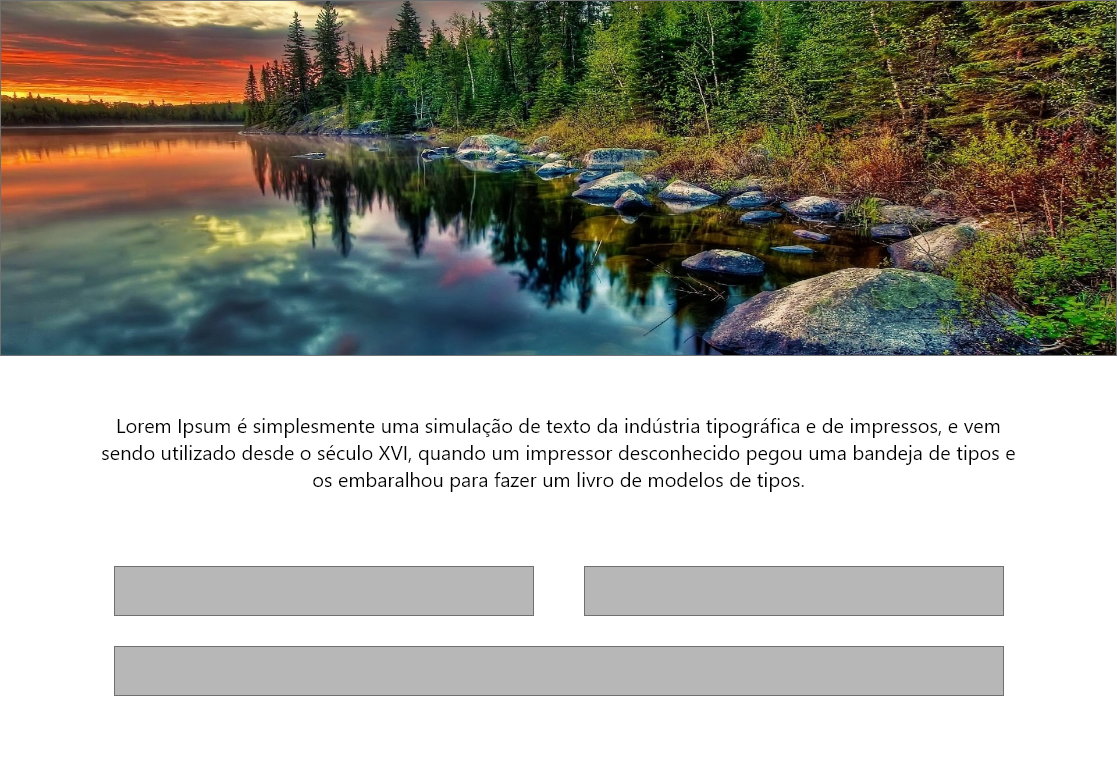 Lorem Ipsum é simplesmente uma simulação de texto da indústria tipográfica e de impressos, e vem
sendo utilizado desde o século XVI, quando um impressor desconhecido pegou uma bandeja de tipos e
os embaralhou para fazer um livro de modelos de tipos.